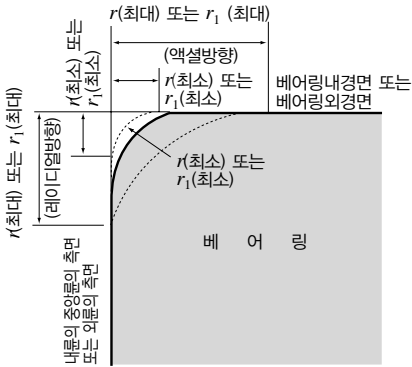 r(최대) 또는 r₁ (최대)
(액셜방향)
r(최소) 또는
r₁(최소)
베어링내경면 또는
베어링외경면
r(최소) 또는
r₁(최소)
r(최대) 또는 r₁(최대)
(레이디얼방향)
r(최소) 또는
r₁(최소)
베 어 링
내륜의 중앙륜의 측면
또는 외륜의 측면